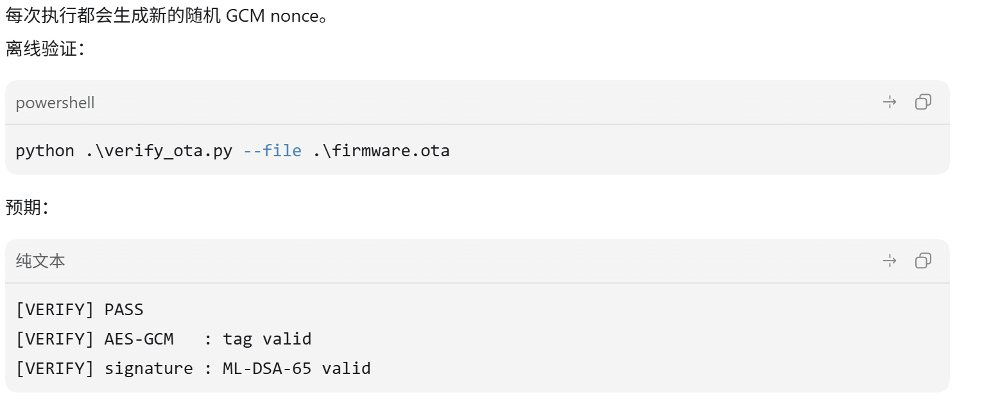 每次执行都会生成新的随机 GCM nonce。
离线验证：
powershell
python .\verify_ota.py --file .\firmware.ota
预期：
纯文本
[VERIFY] PASS
[VERIFY] AES-GCM   : tag valid
[VERIFY] signature : ML-DSA-65 valid